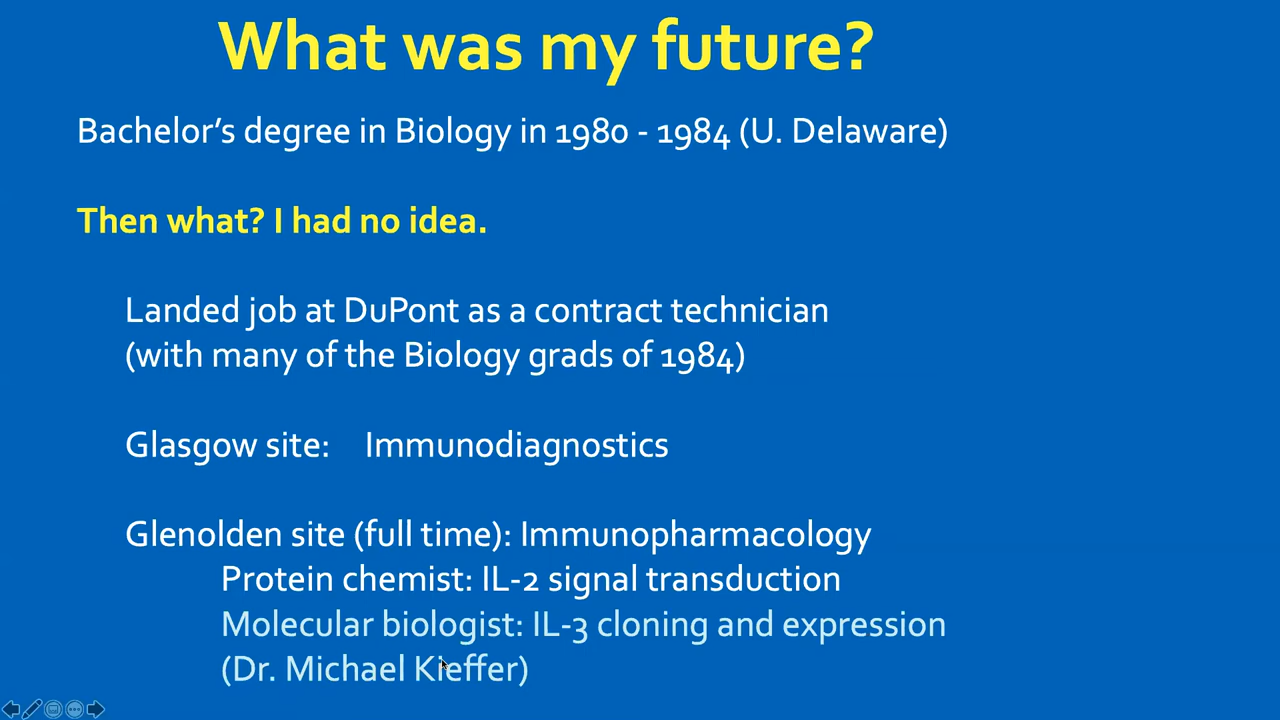 What was my future?
Bachelor's degree in Biology in 1980 - 1984 (U. Delaware)
Then what? I had no idea.
Landed job at DuPont as a contract technician
(with many of the Biology grads of 1984)
Glasgow site: Immunodiagnostics
Glenolden site (full time): Immunopharmacology
Protein chemist: IL-2 signal transduction
Molecular biologist: IL-3 cloning and expression
(Dr. Michael Kieffer)